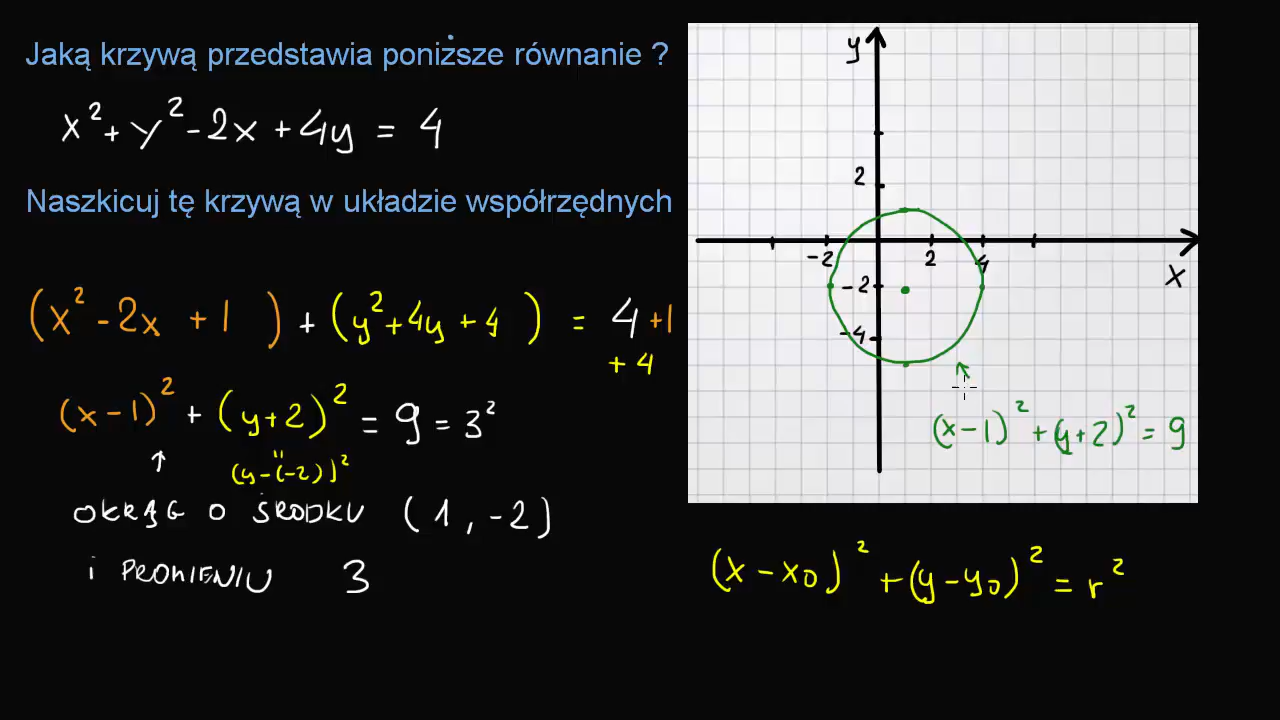 Jaką krzywą przedstawia poniższe równanie ?
x² + y² - 2x + 4y = 4
Naszkicuj tę krzywą w układzie współrzędnych
(x² - 2x + 1 ) + (y² + 4y + 4 ) = 4 + 1
+ 4
(x - 1)² + (y + 2)² = 9 = 3²
(y - (-2))²
OKRĄG O ŚRODKU (1, -2)
i PROMIENIU 3
y
2
-2
2
4
x
-2
-4
(x - 1)² + (y + 2)² = 9
(x - x₀)² + (y - y₀)² = r²